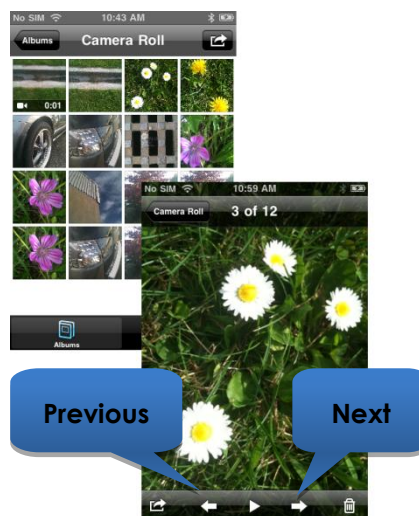 No SIM 10:43 AM
Albums Camera Roll
0:01
No SIM 10:59 AM
Camera Roll 3 of 12
Albums
Previous Next